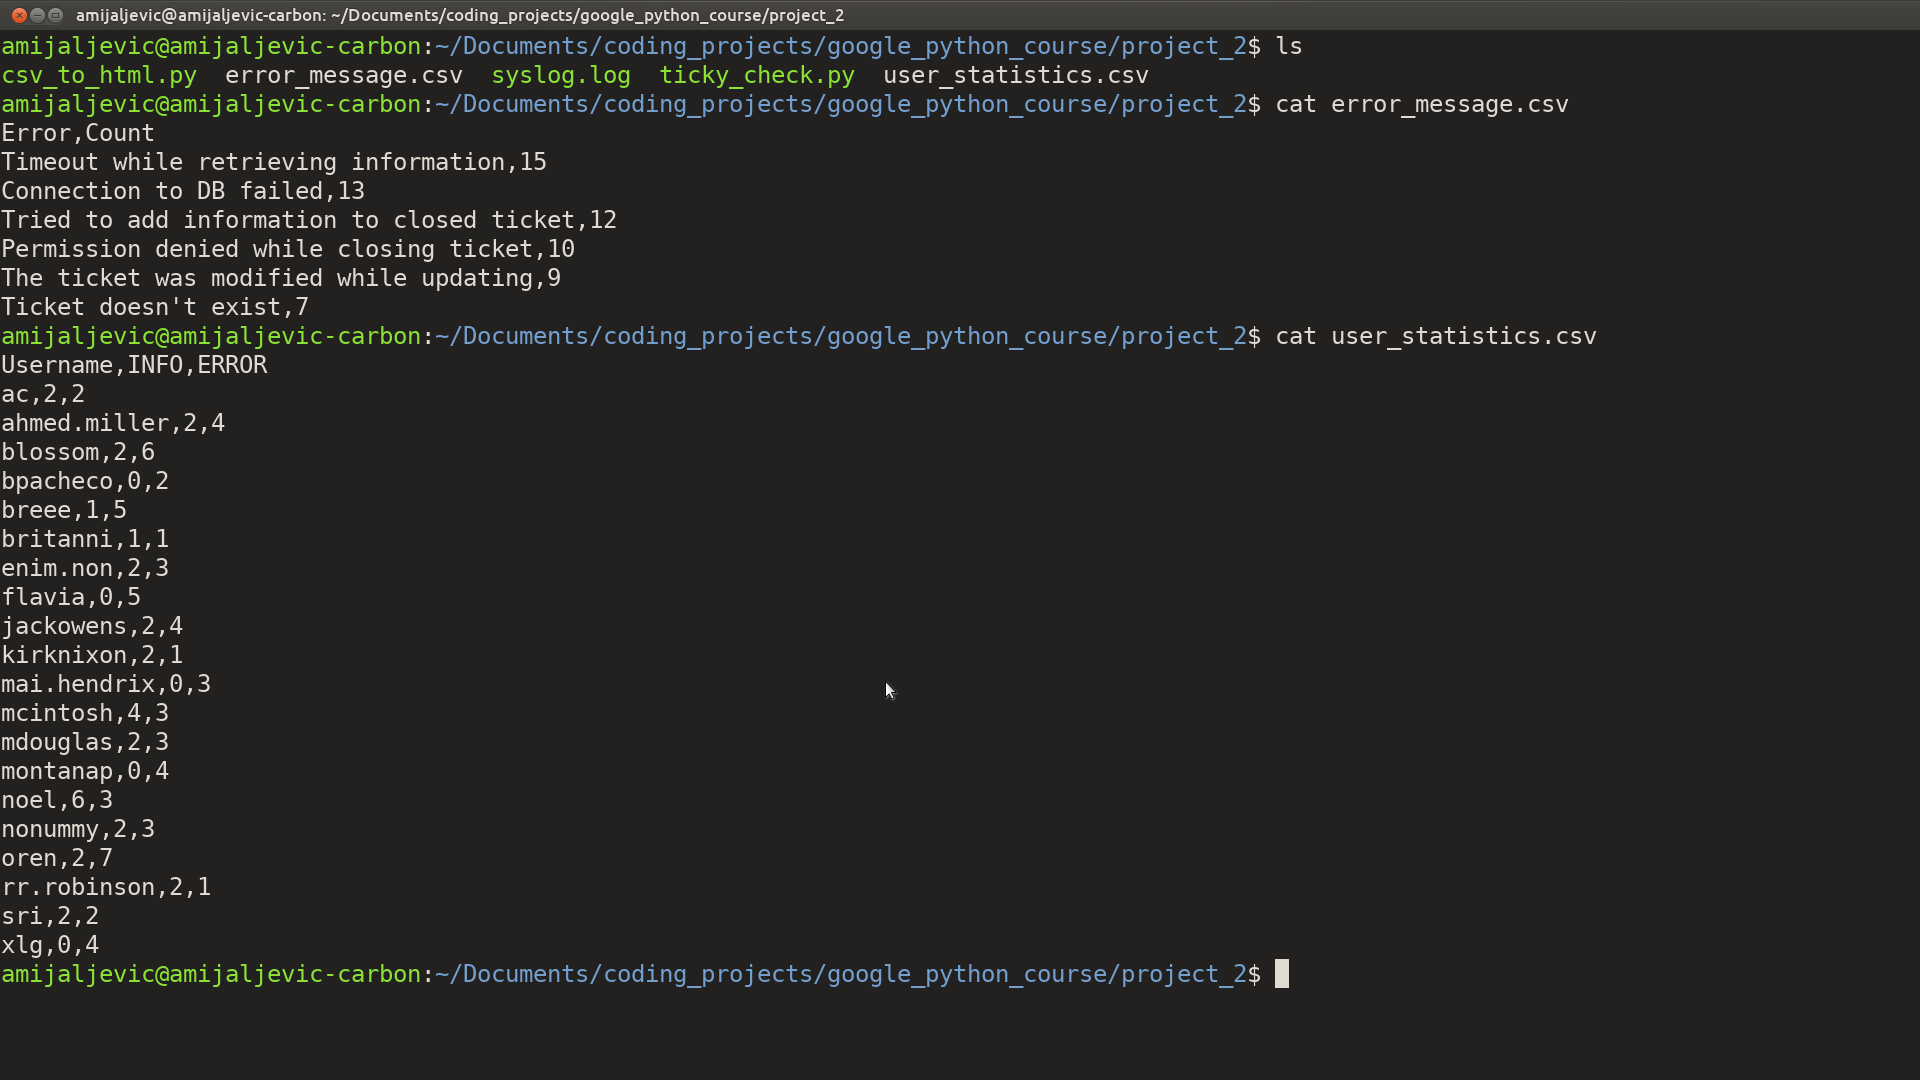 amijaljevic@amijaljevic-carbon: ~/Documents/coding_projects/google_python_course/project_2
amijaljevic@amijaljevic-carbon:~/Documents/coding_projects/google_python_course/project_2$ ls
csv_to_html.py  error_message.csv  syslog.log  ticky_check.py  user_statistics.csv
amijaljevic@amijaljevic-carbon:~/Documents/coding_projects/google_python_course/project_2$ cat error_message.csv
Error,Count
Timeout while retrieving information,15
Connection to DB failed,13
Tried to add information to closed ticket,12
Permission denied while closing ticket,10
The ticket was modified while updating,9
Ticket doesn't exist,7
amijaljevic@amijaljevic-carbon:~/Documents/coding_projects/google_python_course/project_2$ cat user_statistics.csv
Username,INFO,ERROR
ac,2,2
ahmed.miller,2,4
blossom,2,6
bpacheco,0,2
breee,1,5
britanni,1,1
enim.non,2,3
flavia,0,5
jackowens,2,4
kirknixon,2,1
mai.hendrix,0,3
mcintosh,4,3
mdouglas,2,3
montanap,0,4
noel,6,3
nonummy,2,3
oren,2,7
rr.robinson,2,1
sri,2,2
xlg,0,4
amijaljevic@amijaljevic-carbon:~/Documents/coding_projects/google_python_course/project_2$